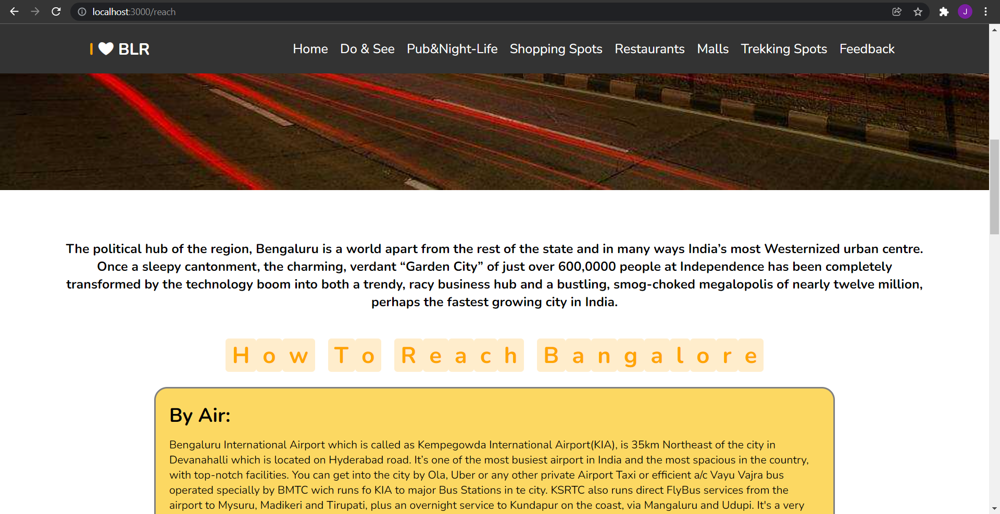 localhost:3000/reach
J
I ♥ BLR
Home Do & See Pub&Night-Life Shopping Spots Restaurants Malls Trekking Spots Feedback
The political hub of the region, Bengaluru is a world apart from the rest of the state and in many ways India’s most Westernized urban centre.
Once a sleepy cantonment, the charming, verdant “Garden City” of just over 600,0000 people at Independence has been completely
transformed by the technology boom into both a trendy, racy business hub and a bustling, smog-choked megalopolis of nearly twelve million,
perhaps the fastest growing city in India.
How To Reach Bangalore
By Air:
Bengaluru International Airport which is called as Kempegowda International Airport(KIA), is 35km Northeast of the city in
Devanahalli which is located on Hyderabad road. It’s one of the most busiest airport in India and the most spacious in the country,
with top-notch facilities. You can get into the city by Ola, Uber or any other private Airport Taxi or efficient a/c Vayu Vajra bus
operated specially by BMTC wich runs fo KIA to major Bus Stations in te city. KSRTC also runs direct FlyBus services from the
airport to Mysuru, Madikeri and Tirupati, plus an overnight service to Kundapur on the coast, via Mangaluru and Udupi. It's a very